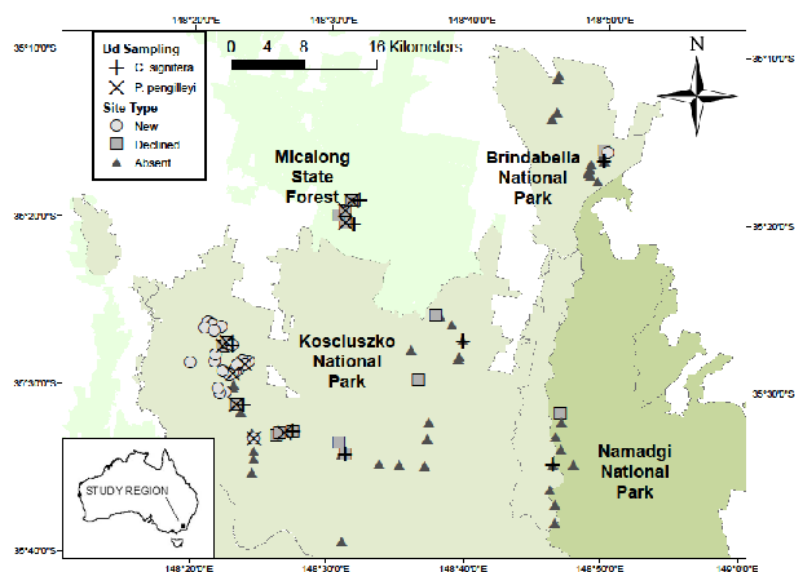 148°20'0"E 148°30'0"E 148°40'0"E 148°50'0"E
35°10'0"S 35°10'0"S
Bd Sampling
C. signifera
P. pengilleyi
Site Type
New
Declined
Absent
0 4 8 16 Kilometers
N
Micalong
State
Forest
Brindabella
National
Park
35°20'0"S 35°20'0"S
Kosciuszko
National
Park
35°30'0"S 35°30'0"S
Namadgi
National
Park
STUDY REGION
35°40'0"S
148°20'0"E 148°30'0"E 148°40'0"E 148°50'0"E 149°0'0"E